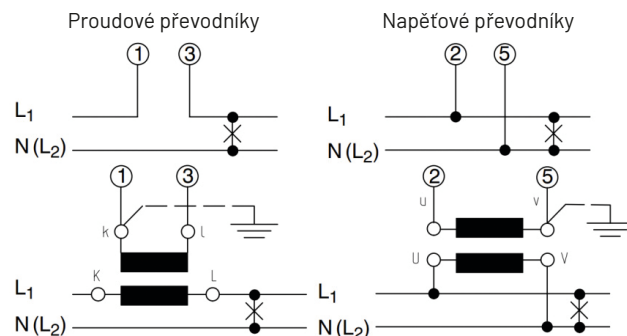 Proudové převodníky
Napěťové převodníky
1 3
2 5
L1
N (L2)
L1
N (L2)
1 3
2 5
k l
u v
K L
U V
L1
N (L2)
L1
N (L2)